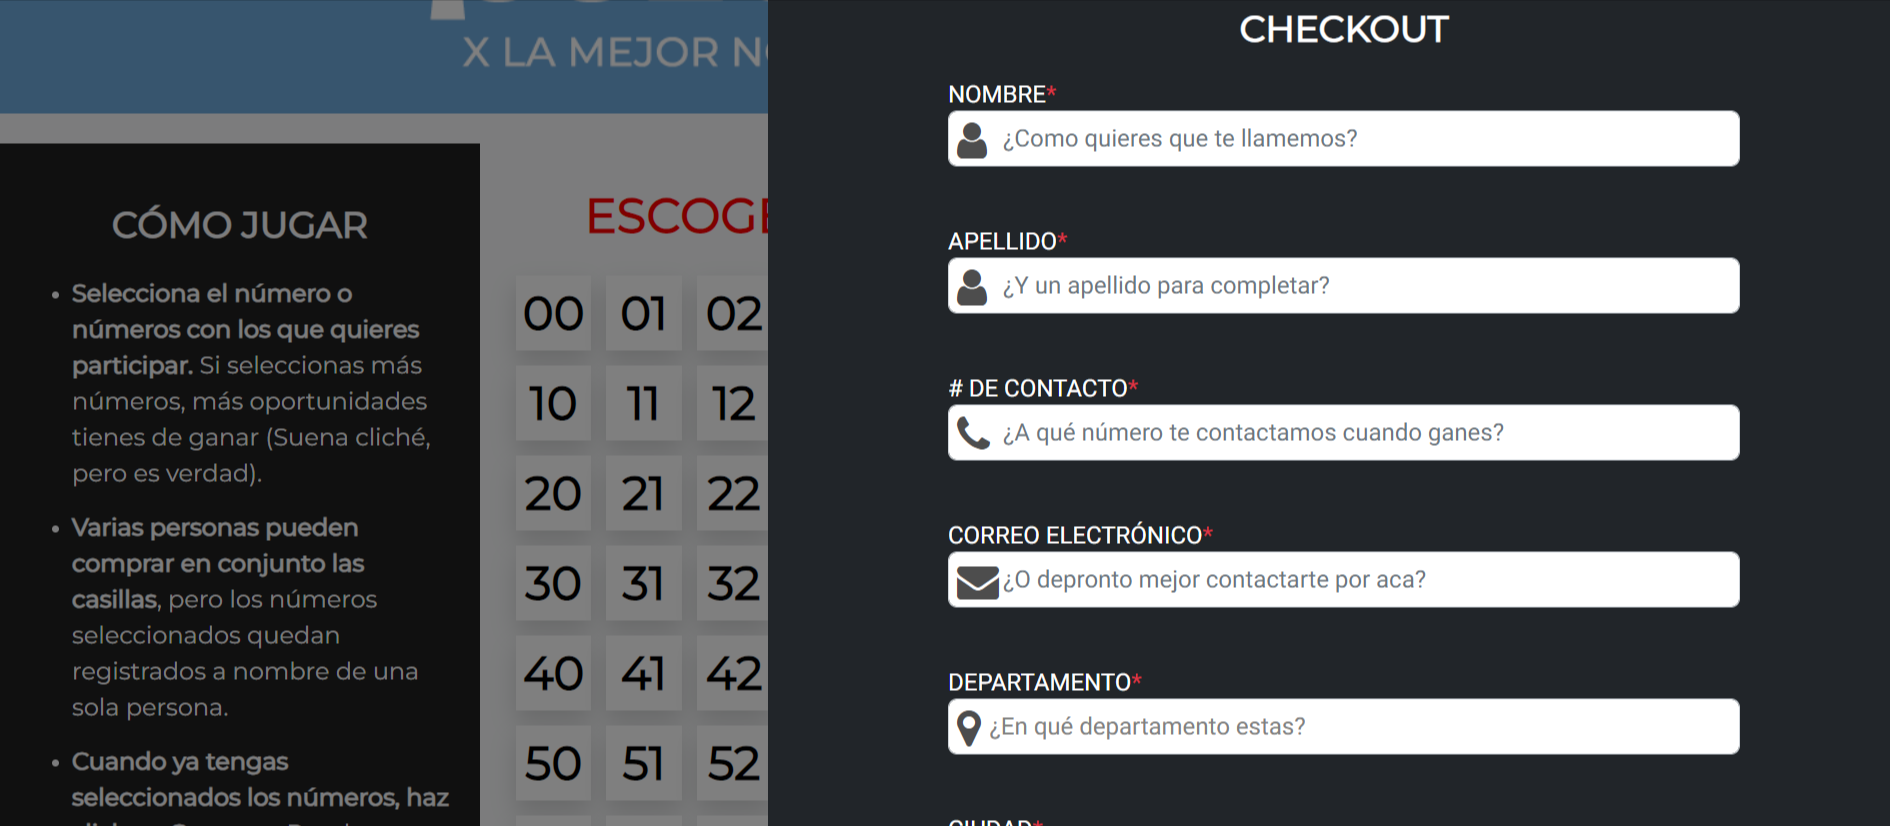 X LA MEJOR
CÓMO JUGAR
• Selecciona el número o
números con los que quieres
participar. Si seleccionas más
números, más oportunidades
tienes de ganar (Suena cliché,
pero es verdad).
• Varias personas pueden
comprar en conjunto las
casillas, pero los números
seleccionados quedan
registrados a nombre de una
sola persona.
• Cuando ya tengas
seleccionados los números, haz
ESCOGE
00 01 02
10 11 12
20 21 22
30 31 32
40 41 42
50 51 52
CHECKOUT
NOMBRE*
¿Como quieres que te llamemos?
APELLIDO*
¿Y un apellido para completar?
# DE CONTACTO*
¿A qué número te contactamos cuando ganes?
CORREO ELECTRÓNICO*
¿O depronto mejor contactarte por aca?
DEPARTAMENTO*
¿En qué departamento estas?
CIUDAD*